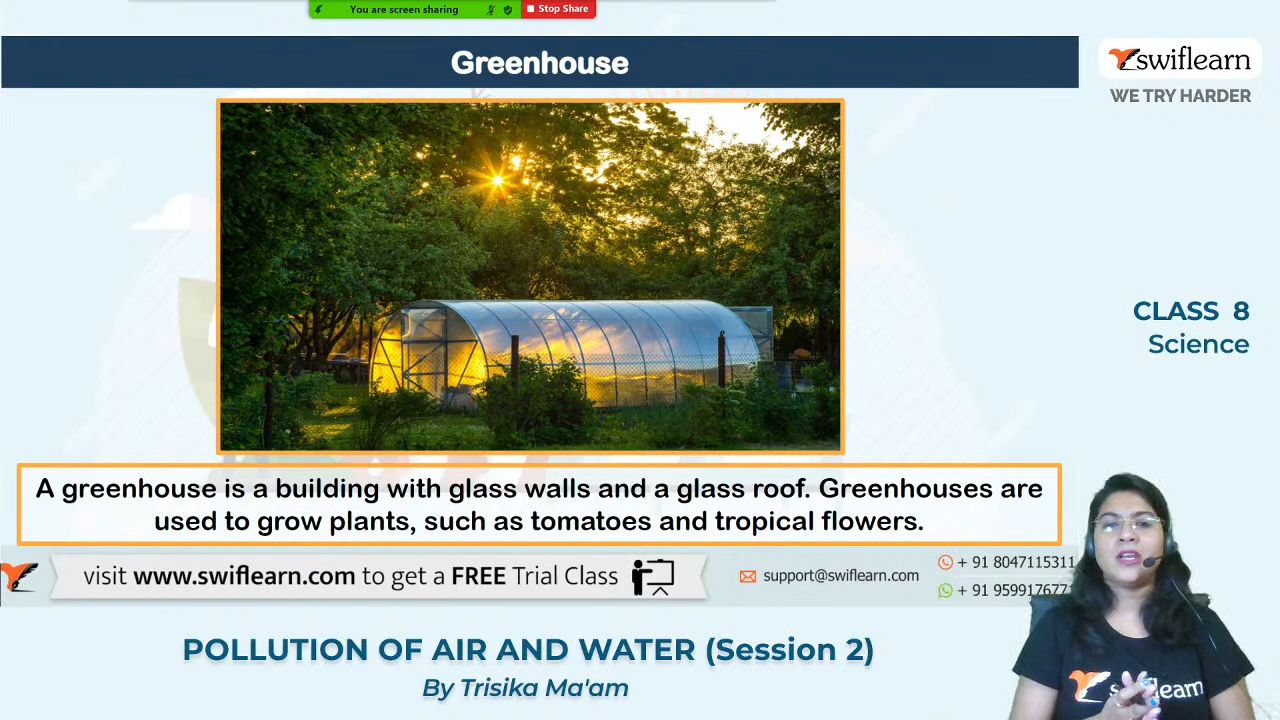 You are screen sharing
Stop Share
Greenhouse
swiflearn
WE TRY HARDER
CLASS 8
Science
A greenhouse is a building with glass walls and a glass roof. Greenhouses are
used to grow plants, such as tomatoes and tropical flowers.
visit www.swiflearn.com to get a FREE Trial Class
support@swiflearn.com
+ 91 8047115311
+ 91
POLLUTION OF AIR AND WATER (Session 2)
By Trisika Ma'am